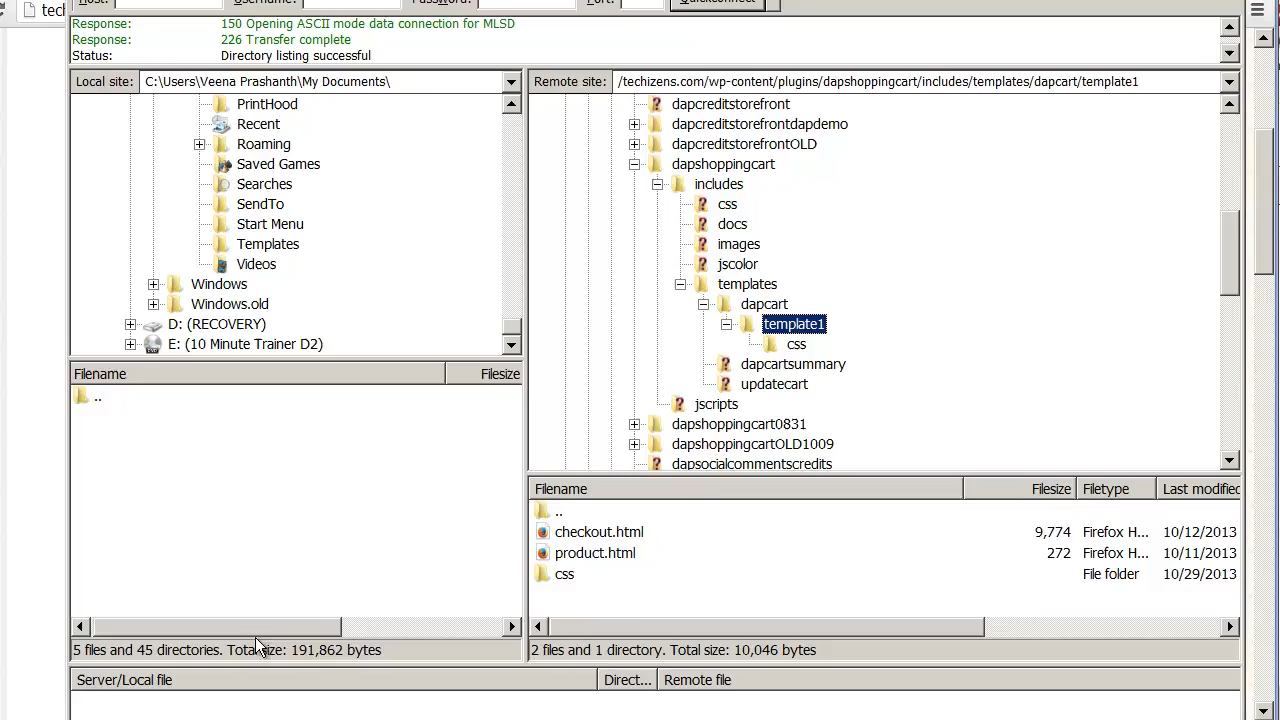 tech
Host:
Username:
Password:
Port:
Quickconnect
Response: 150 Opening ASCII mode data connection for MLSD
Response: 226 Transfer complete
Status: Directory listing successful
Local site: C:\Users\Veena Prashanth\My Documents\
PrintHood
Recent
Roaming
Saved Games
Searches
SendTo
Start Menu
Templates
Videos
Windows
Windows.old
D: (RECOVERY)
E: (10 Minute Trainer D2)
Filename Filesize
..
5 files and 45 directories. Total size: 191,862 bytes
Remote site: /techizens.com/wp-content/plugins/dapshoppingcart/includes/templates/dapcart/template1
dapcreditstorefront
dapcreditstorefrontdapdemo
dapcreditstorefrontOLD
dapshoppingcart
includes
css
docs
images
jscolor
templates
dapcart
template1
css
dapcartsummary
updatecart
jscripts
dapshoppingcart0831
dapshoppingcartOLD1009
dapsocialcommentscredits
Filename Filesize Filetype Last modified
..
checkout.html 9,774 Firefox H... 10/12/2013
product.html 272 Firefox H... 10/11/2013
css File folder 10/29/2013
2 files and 1 directory. Total size: 10,046 bytes
Server/Local file Direct... Remote file